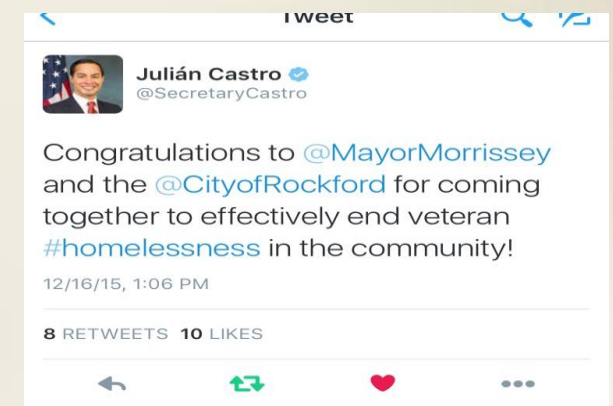 Tweet
Julián Castro
@SecretaryCastro
Congratulations to @MayorMorrissey
and the @CityofRockford for coming
together to effectively end veteran
#homelessness in the community!
12/16/15, 1:06 PM
8 RETWEETS 10 LIKES